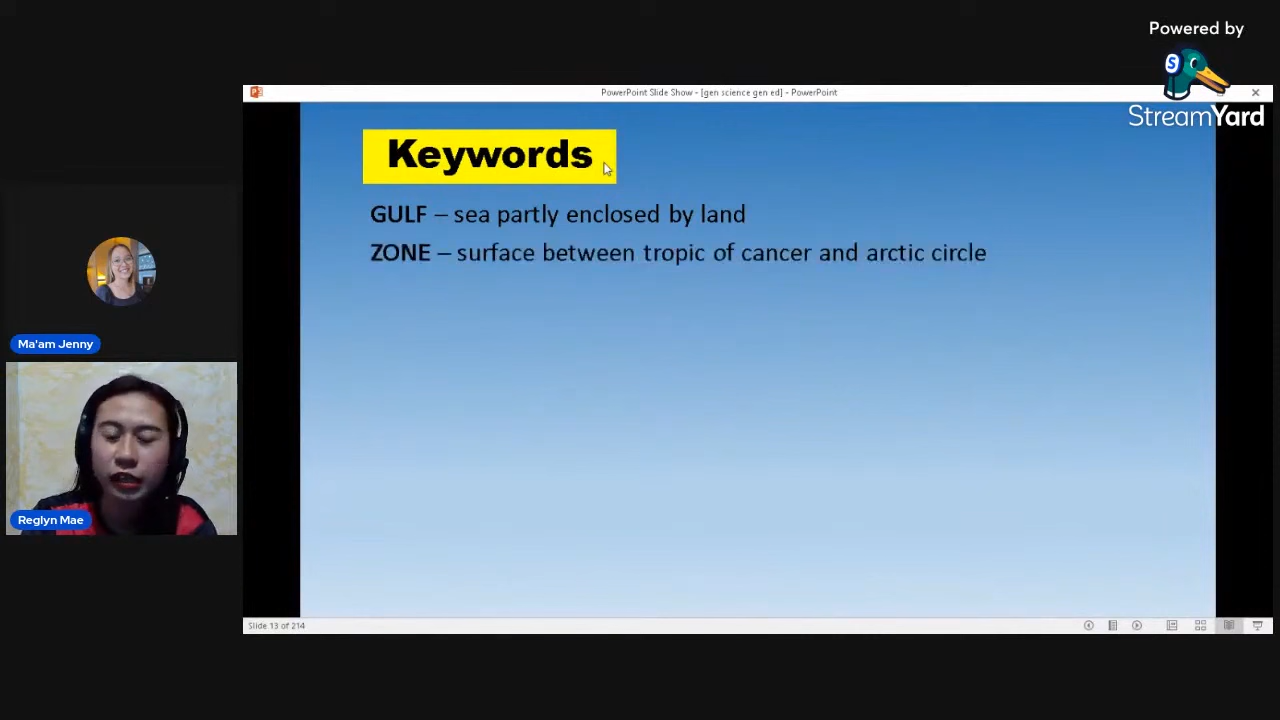 Powered by
S
StreamYard
PowerPoint Slide Show - [gen science gen ed] - PowerPoint
Keywords
GULF – sea partly enclosed by land
ZONE – surface between tropic of cancer and arctic circle
Ma'am Jenny
Reglyn Mae
Slide 13 of 214